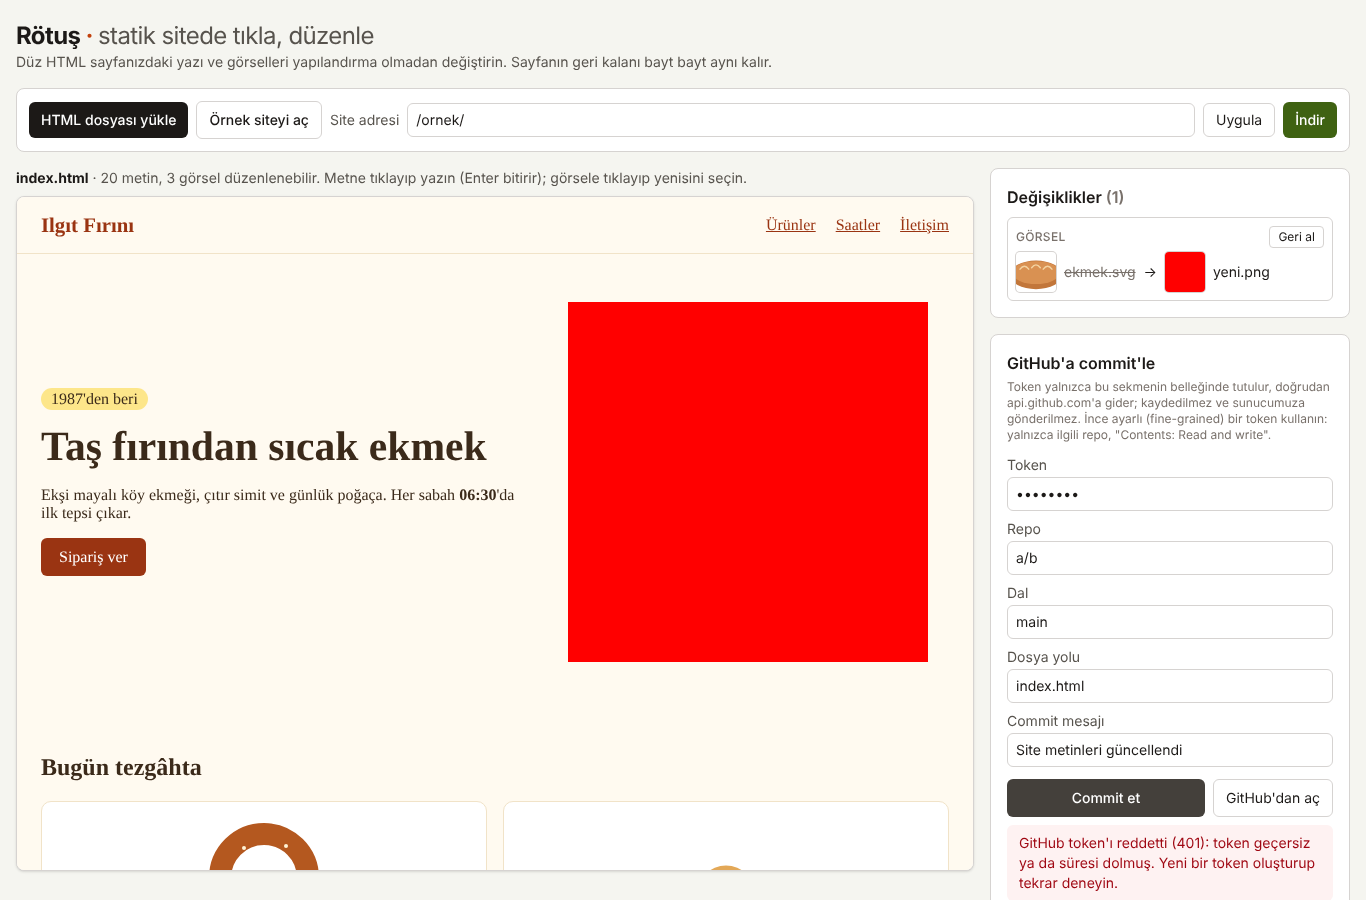 Rötuş · statik sitede tıkla, düzenle
Düz HTML sayfanızdaki yazı ve görselleri yapılandırma olmadan değiştirin. Sayfanın geri kalanı bayt bayt aynı kalır.
HTML dosyası yükle
Örnek siteyi aç
Site adresi
/ornek/
Uygula
İndir
index.html · 20 metin, 3 görsel düzenlenebilir. Metne tıklayıp yazın (Enter bitirir); görsele tıklayıp yenisini seçin.
Ilgıt Fırını
Ürünler
Saatler
İletişim
1987'den beri
Taş fırından sıcak ekmek
Ekşi mayalı köy ekmeği, çıtır simit ve günlük poğaça. Her sabah 06:30'da
ilk tepsi çıkar.
Sipariş ver
Bugün tezgâhta
Değişiklikler (1)
GÖRSEL
Geri al
ekmek.svg → yeni.png
GitHub'a commit'le
Token yalnızca bu sekmenin belleğinde tutulur, doğrudan
api.github.com'a gider; kaydedilmez ve sunucumuza
gönderilmez. İnce ayarlı (fine-grained) bir token kullanın:
yalnızca ilgili repo, "Contents: Read and write".
Token
••••••••
Repo
a/b
Dal
main
Dosya yolu
index.html
Commit mesajı
Site metinleri güncellendi
Commit et
GitHub'dan aç
GitHub token'ı reddetti (401): token geçersiz
ya da süresi dolmuş. Yeni bir token oluşturup
tekrar deneyin.